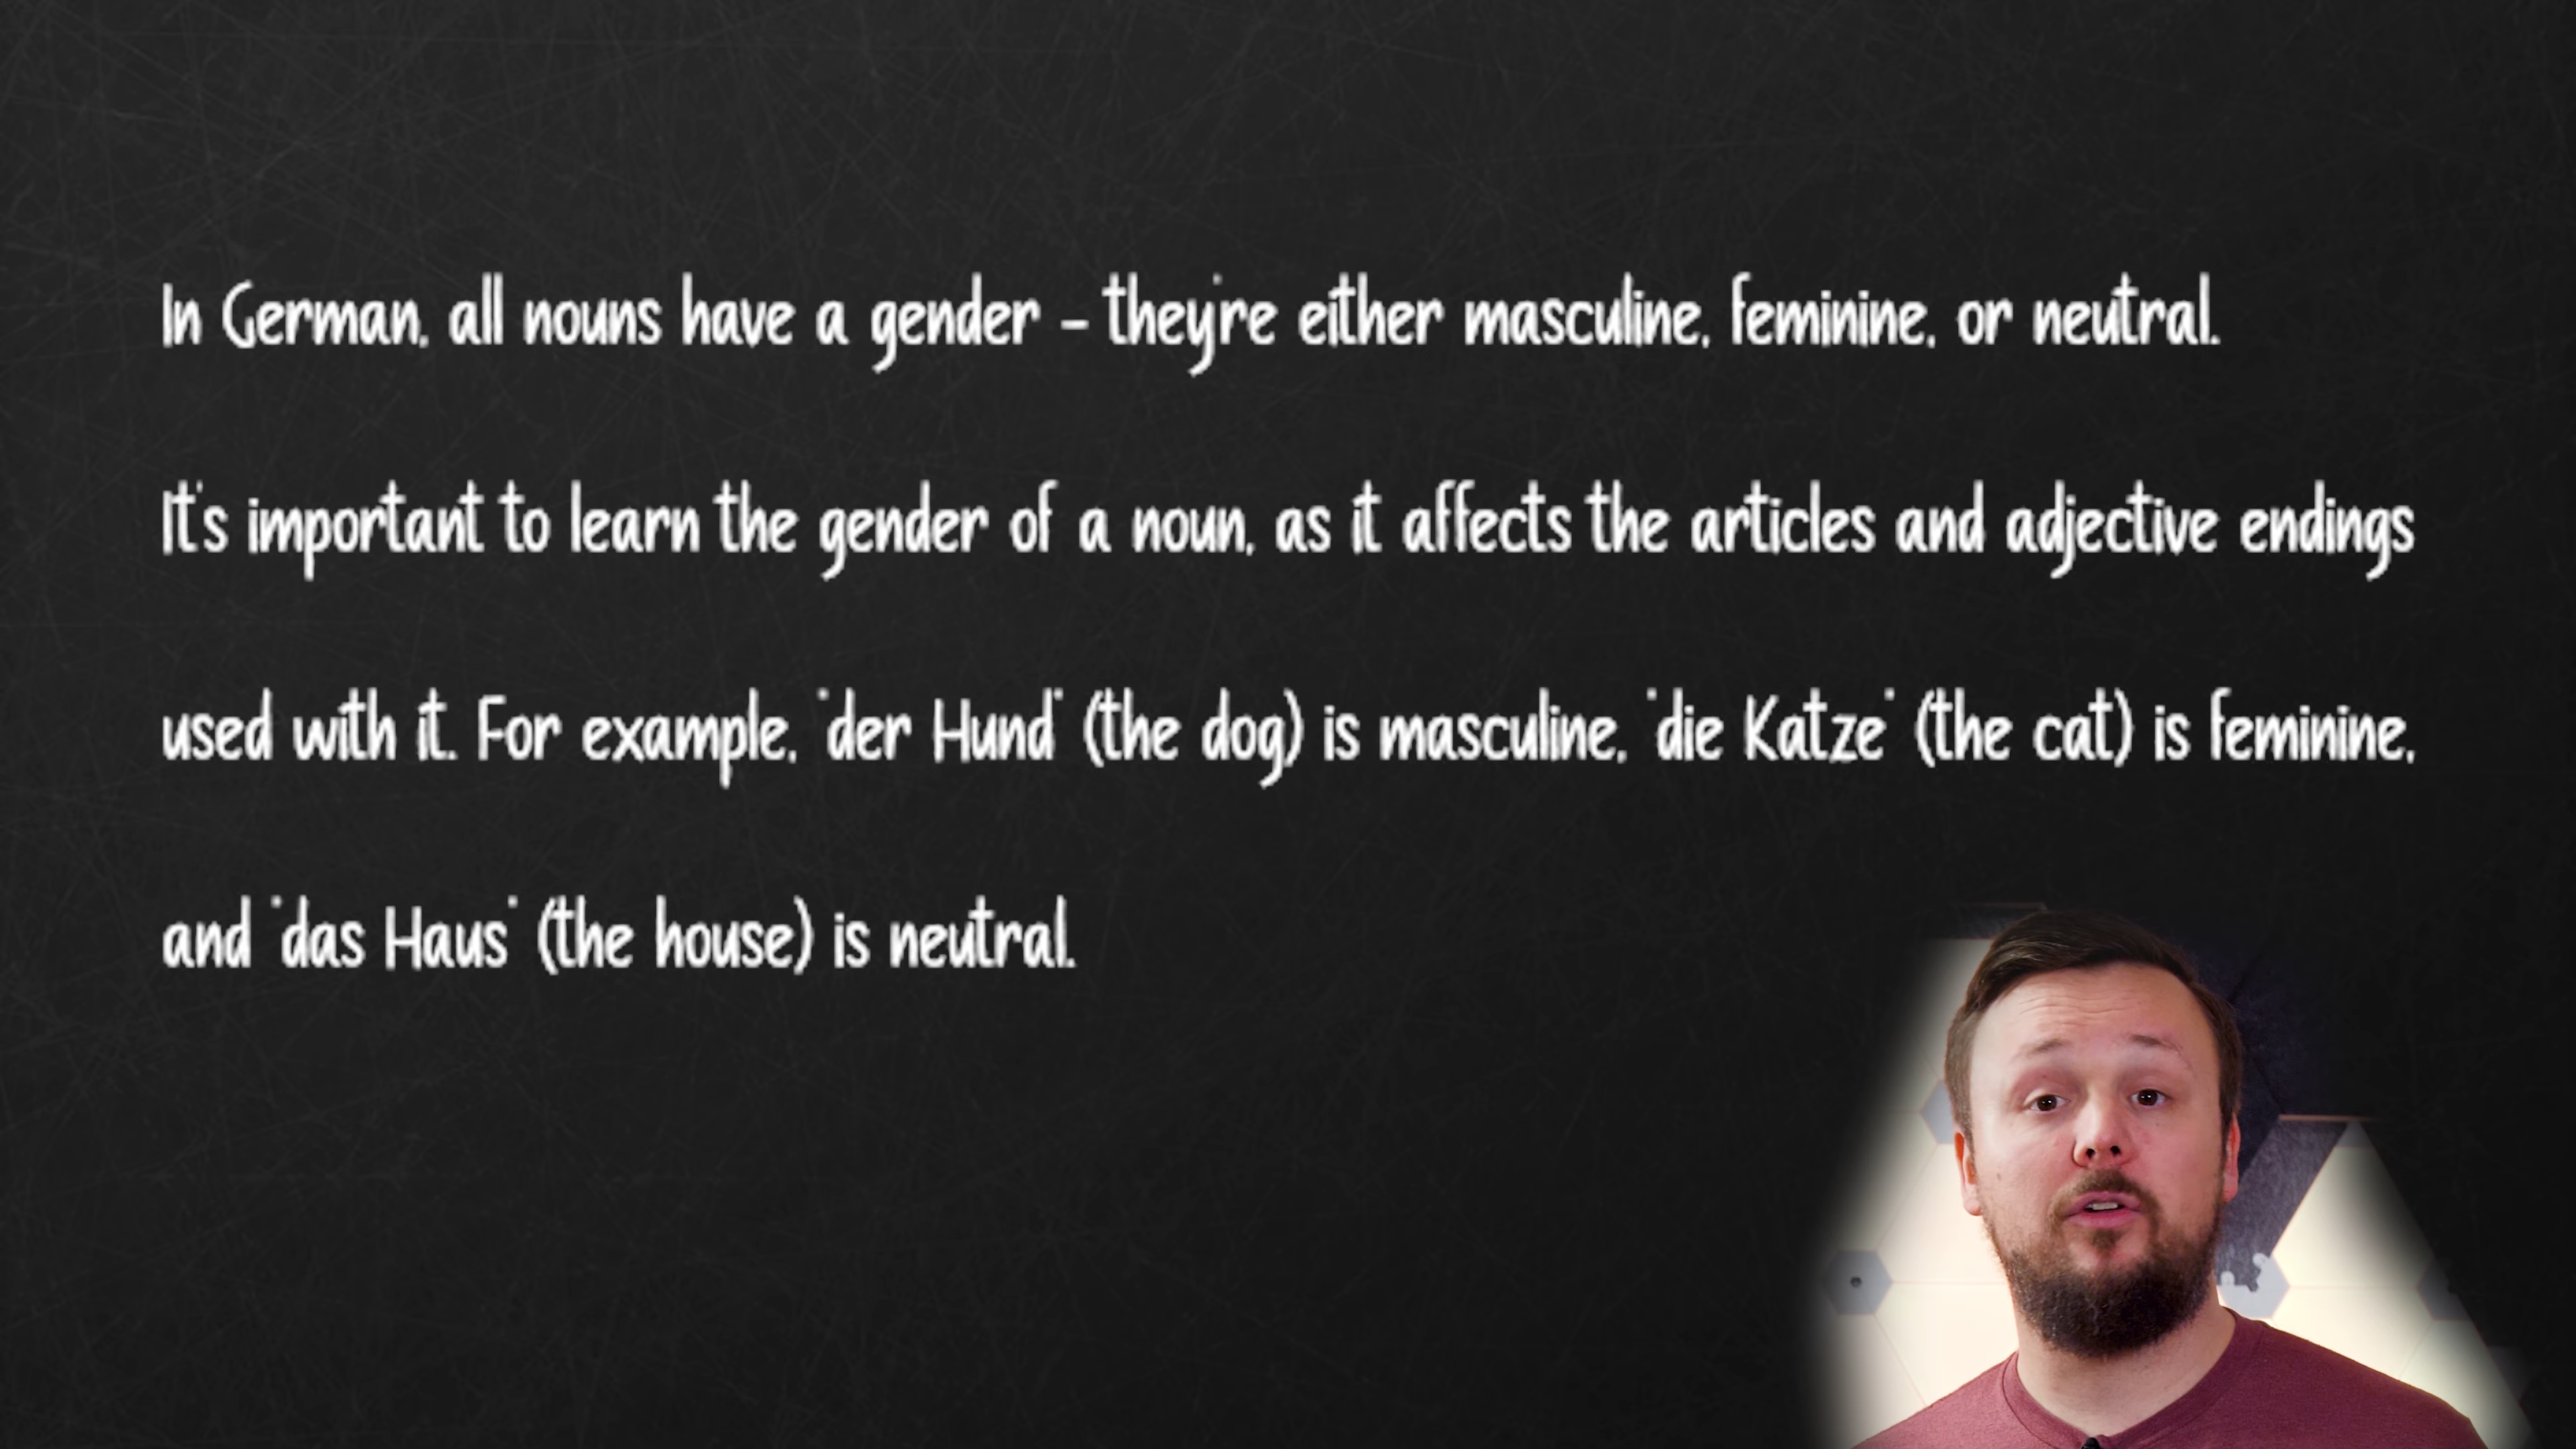 In German, all nouns have a gender - they're either masculine, feminine, or neutral.
It's important to learn the gender of a noun, as it affects the articles and adjective endings
used with it. For example, "der Hund" (the dog) is masculine, "die Katze" (the cat) is feminine,
and "das Haus" (the house) is neutral.